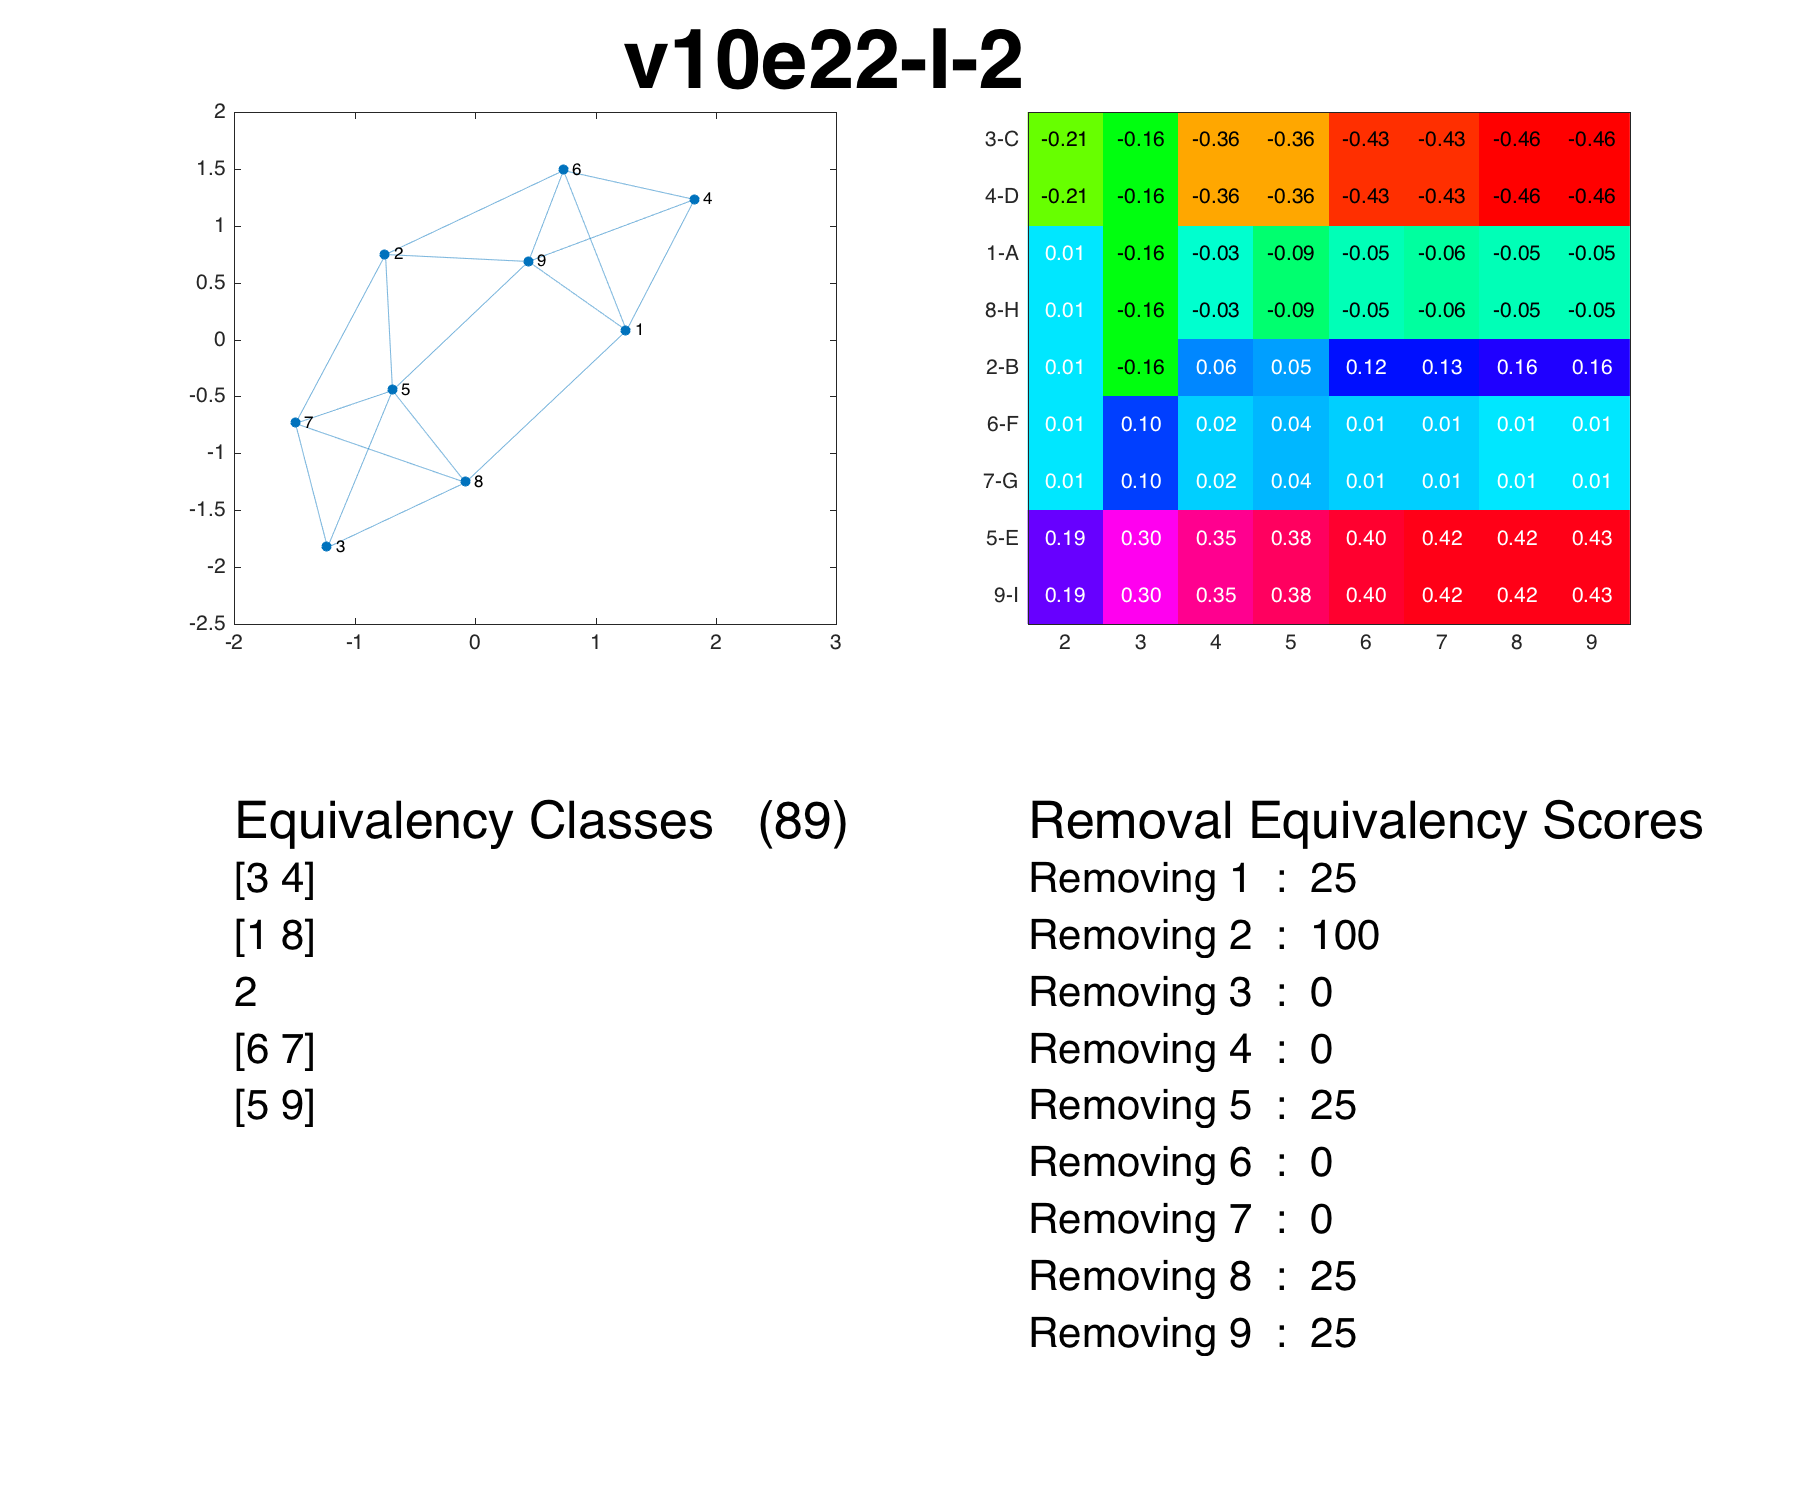 v10e22-I-2
2
1.5
1
0.5
0
-0.5
-1
-1.5
-2
-2.5
-2 -1 0 1 2 3
6
4
2
9
1
5
7
8
3
3-C -0.21 -0.16 -0.36 -0.36 -0.43 -0.43 -0.46 -0.46
4-D -0.21 -0.16 -0.36 -0.36 -0.43 -0.43 -0.46 -0.46
1-A 0.01 -0.16 -0.03 -0.09 -0.05 -0.06 -0.05 -0.05
8-H 0.01 -0.16 -0.03 -0.09 -0.05 -0.06 -0.05 -0.05
2-B 0.01 -0.16 0.06 0.05 0.12 0.13 0.16 0.16
6-F 0.01 0.10 0.02 0.04 0.01 0.01 0.01 0.01
7-G 0.01 0.10 0.02 0.04 0.01 0.01 0.01 0.01
5-E 0.19 0.30 0.35 0.38 0.40 0.42 0.42 0.43
9-I 0.19 0.30 0.35 0.38 0.40 0.42 0.42 0.43
2 3 4 5 6 7 8 9
Equivalency Classes (89)
[3 4]
[1 8]
2
[6 7]
[5 9]
Removal Equivalency Scores
Removing 1 : 25
Removing 2 : 100
Removing 3 : 0
Removing 4 : 0
Removing 5 : 25
Removing 6 : 0
Removing 7 : 0
Removing 8 : 25
Removing 9 : 25